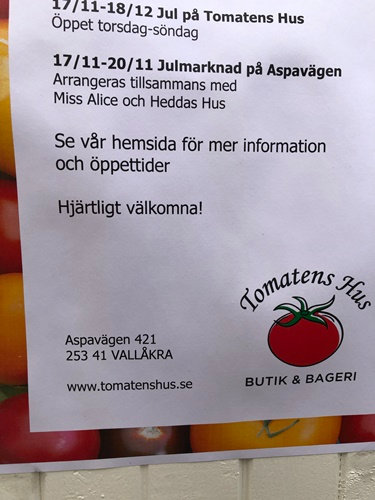 17/11-18/12 Jul på Tomatens Hus
Öppet torsdag-söndag
17/11-20/11 Julmarknad på Aspavägen
Arrangeras tillsammans med
Miss Alice och Heddas Hus
Se vår hemsida för mer information
och öppettider
Hjärtligt välkomna!
Tomatens Hus
Aspavägen 421
253 41 VALLÅKRA
www.tomatenshus.se
BUTIK & BAGERI